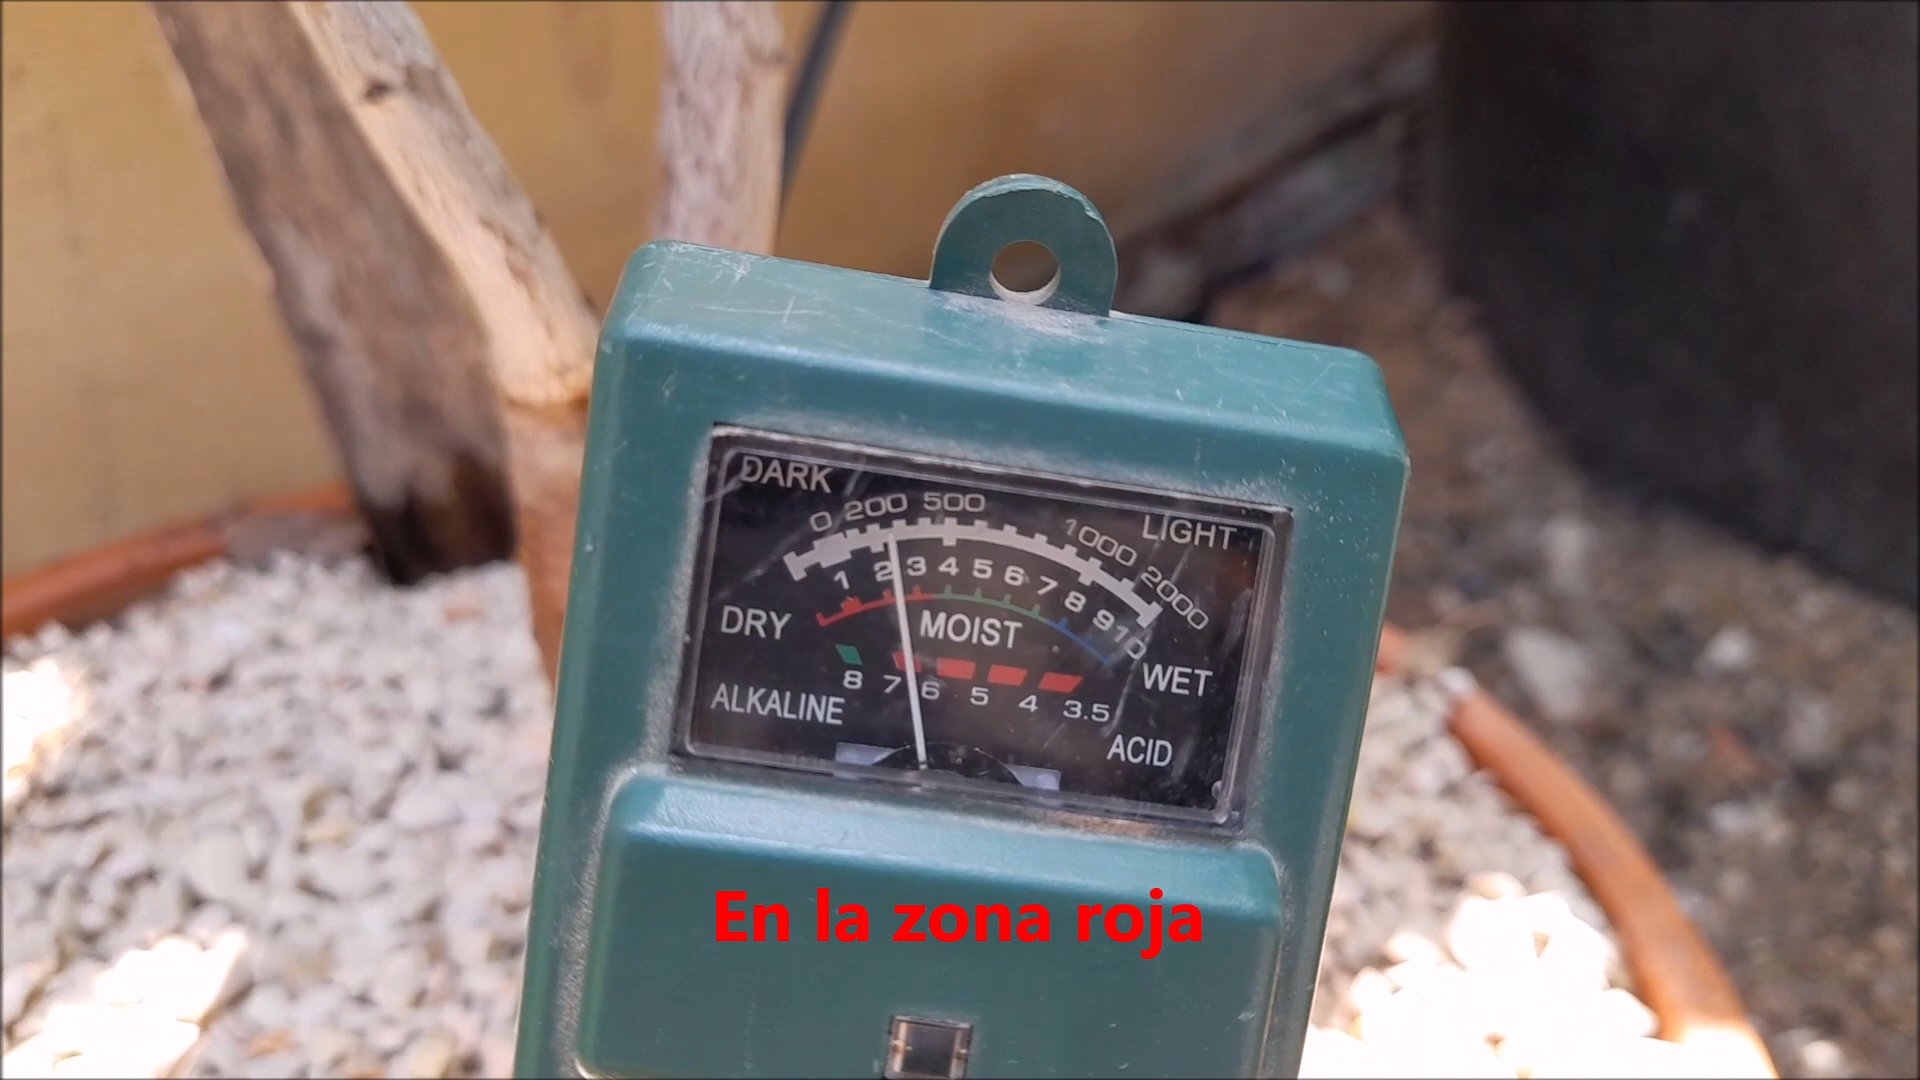 DARK
0 200 500 1000 2000
LIGHT
1 2 3 4 5 6 7 8 9 10
DRY
MOIST
WET
8 7 6 5 4 3.5
ALKALINE
ACID
En la zona roja